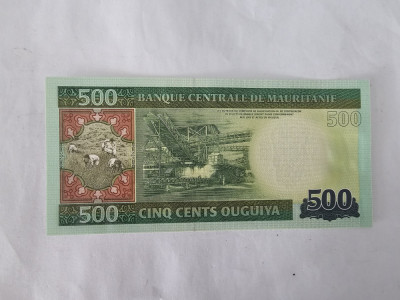 500 BANQUE CENTRALE DE MAURITANIE
500
500
500 CINQ CENTS OUGUIYA